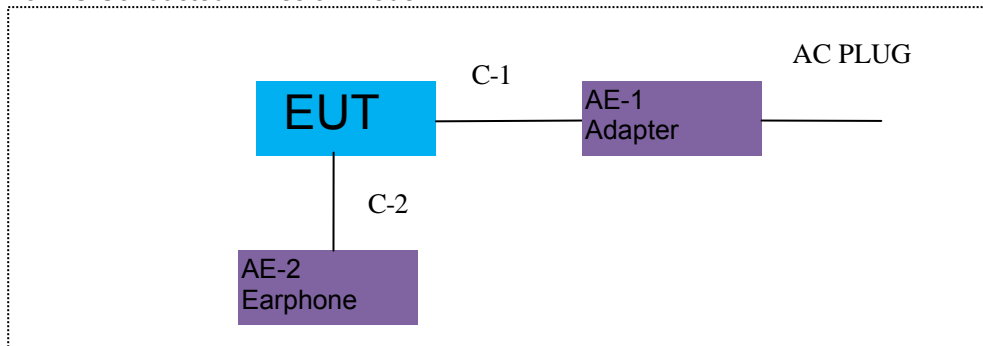 AC PLUG
C-1
EUT
AE-1
Adapter
C-2
AE-2
Earphone